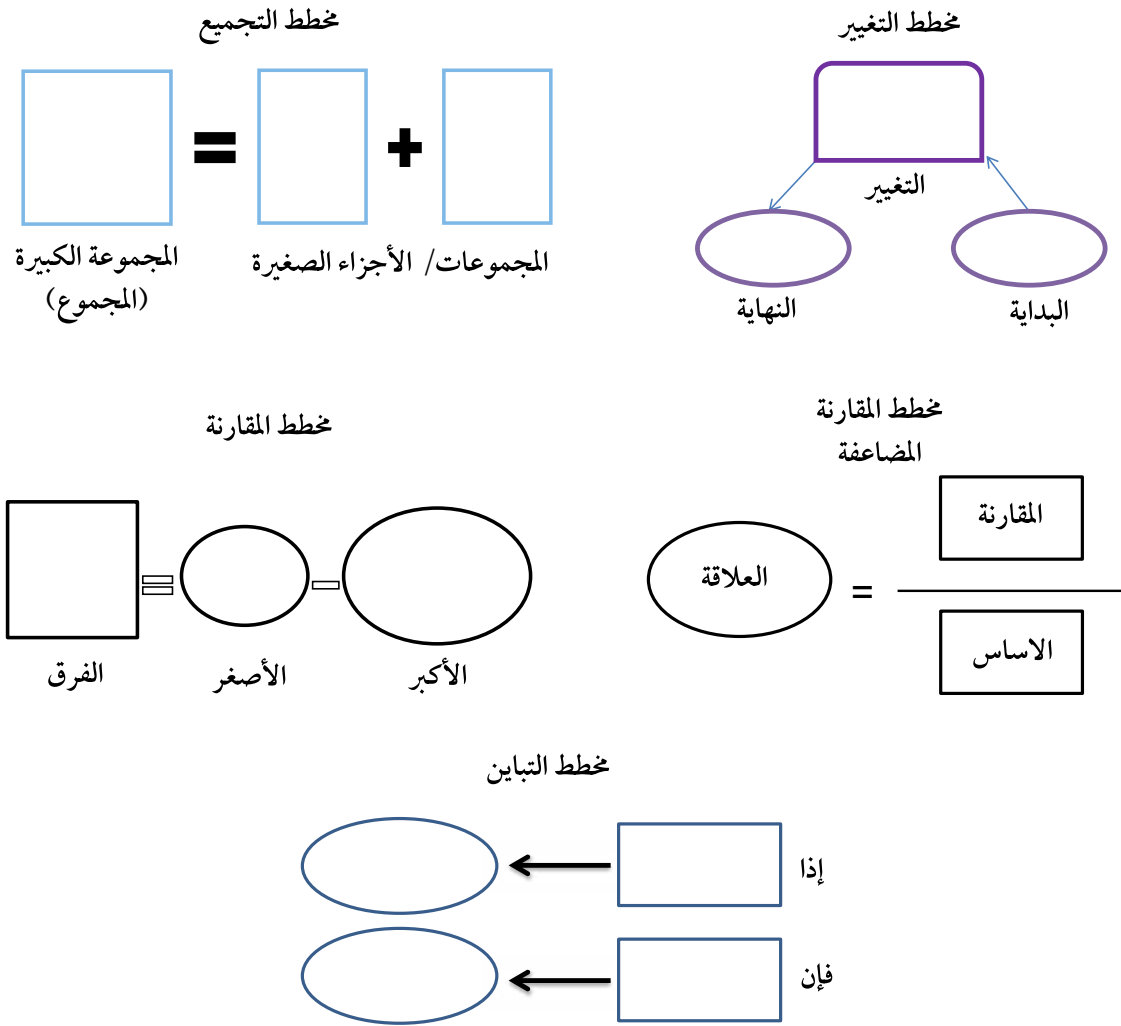 مخطط التغيير
التغيير
البداية
النهاية
مخطط التجميع
+
=
المجموعات/ الأجزاء الصغيرة
المجموعة الكبيرة
(المجموع)
مخطط المقارنة
المضاعفة
المقارنة
الاساس
=
العلاقة
مخطط المقارنة
الأكبر
الأصغر
الفرق
مخطط التباين
إذا
فإن